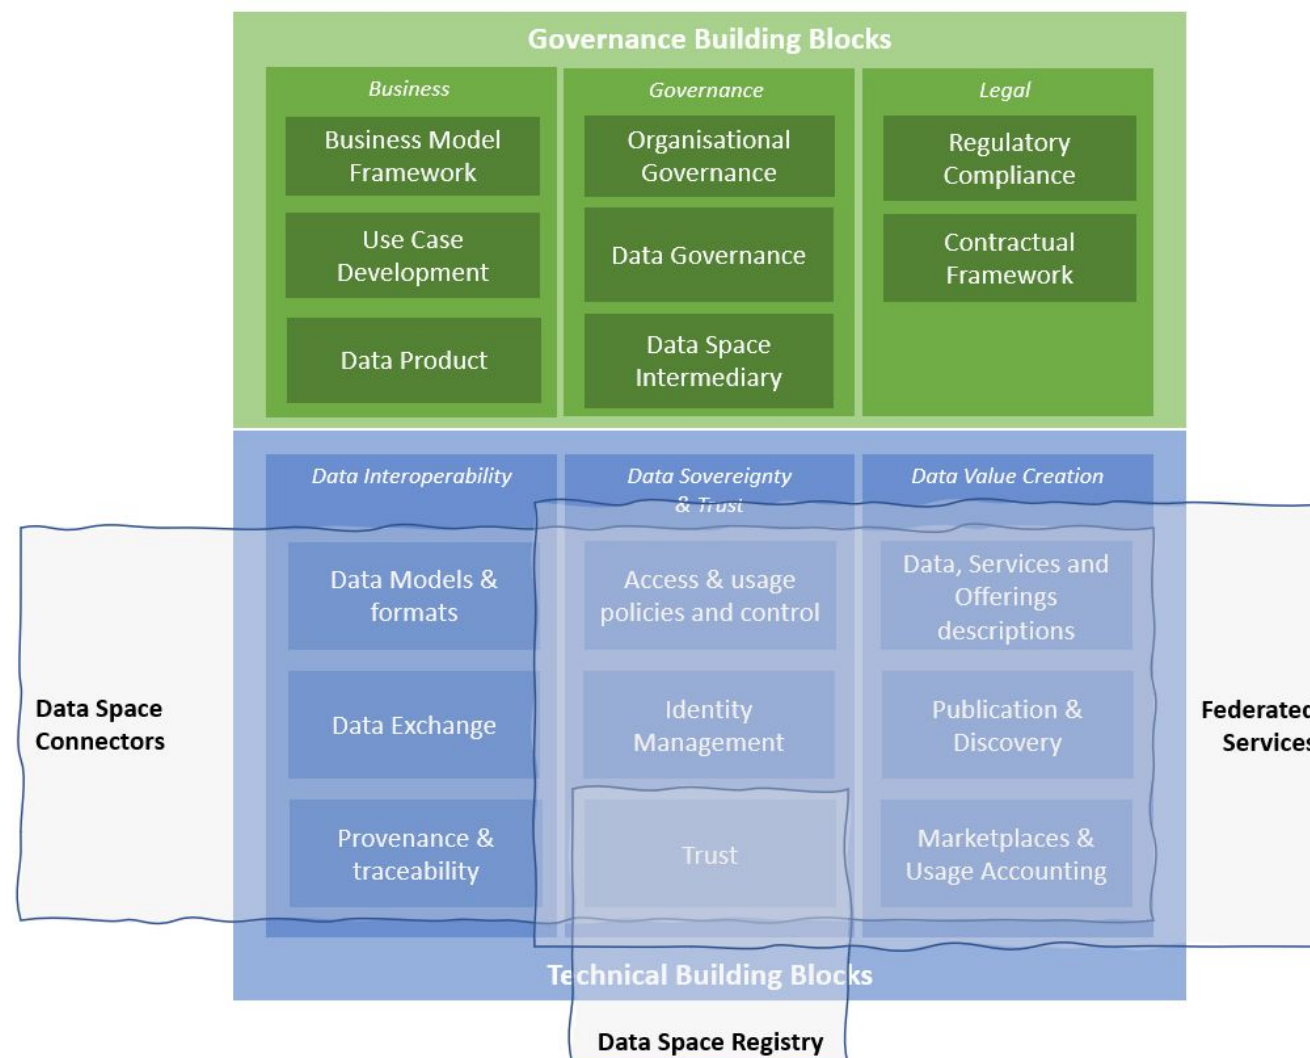 Governance Building Blocks
Business
Business Model
Framework
Use Case
Development
Data Product
Governance
Organisational
Governance
Data Governance
Data Space
Intermediary
Legal
Regulatory
Compliance
Contractual
Framework
Data Interoperability
Data Models &
formats
Data Exchange
Provenance &
traceability
Data Sovereignty
& Trust
Access & usage
policies and control
Identity
Management
Trust
Data Value Creation
Data, Services and
Offerings
descriptions
Publication &
Discovery
Marketplaces &
Usage Accounting
Technical Building Blocks
Data Space
Connectors
Federated
Services
Data Space Registry